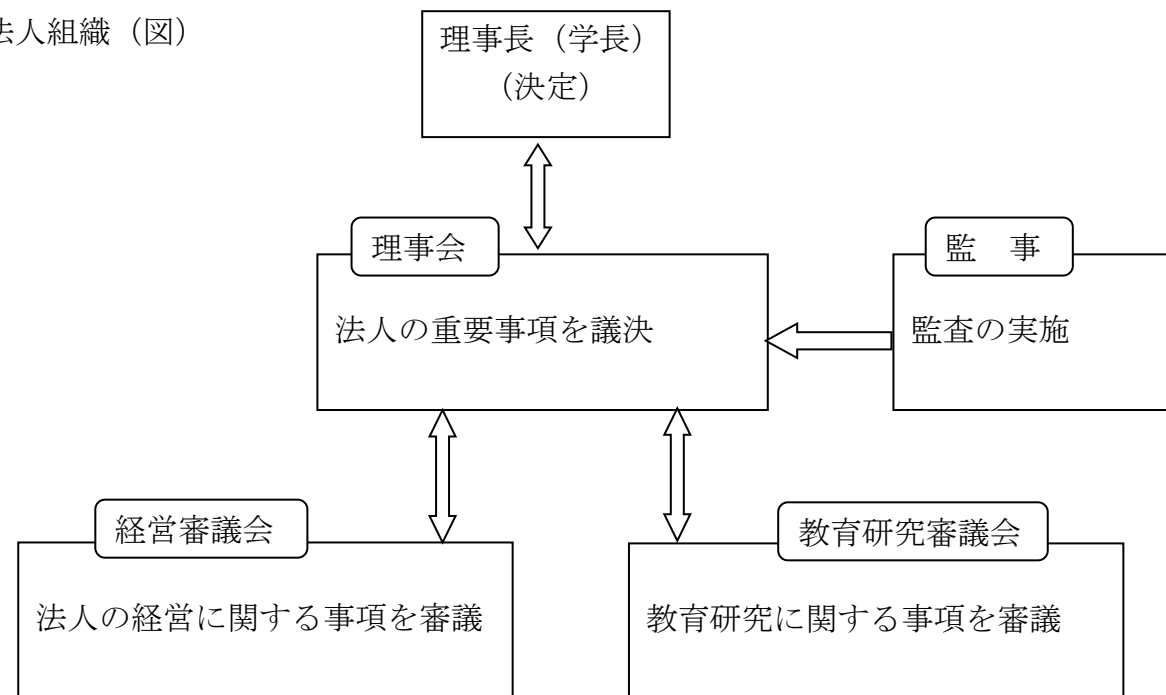 法人組織（図）
理事長（学長）
（決定）
理事会
監　事
法人の重要事項を議決
監査の実施
経営審議会
教育研究審議会
法人の経営に関する事項を審議
教育研究に関する事項を審議